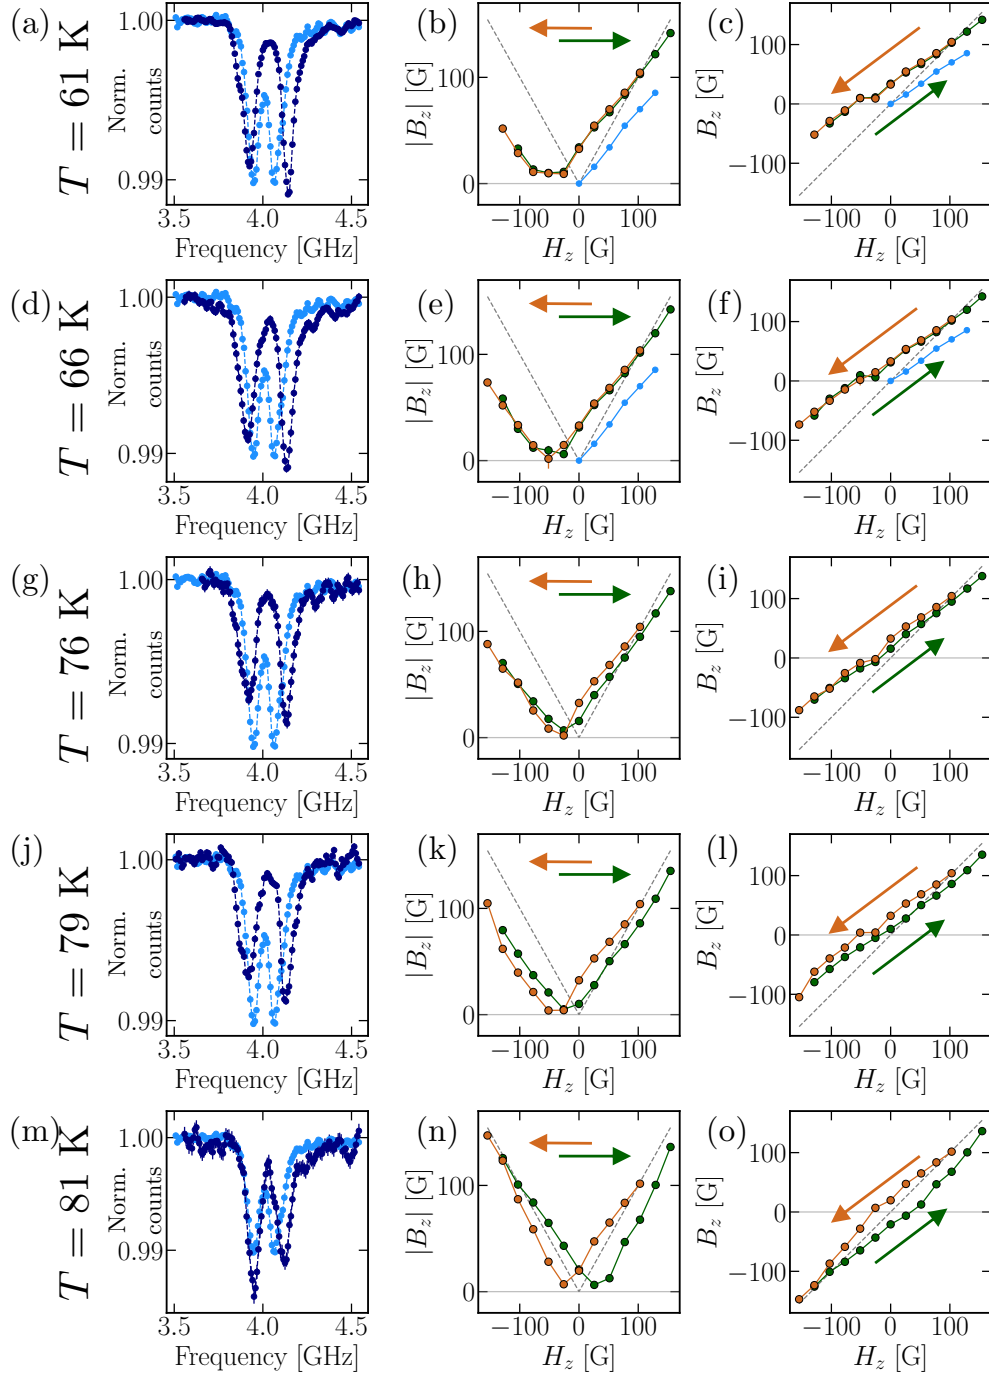 (a)
T = 61 K
Norm. counts
1.00
0.99
3.5 4.0 4.5
Frequency [GHz]
(b)
|B_z| [G]
100
0
−100 0 100
H_z [G]
(c)
B_z [G]
100
0
−100
−100 0 100
H_z [G]
(d)
T = 66 K
Norm. counts
1.00
0.99
3.5 4.0 4.5
Frequency [GHz]
(e)
|B_z| [G]
100
0
−100 0 100
H_z [G]
(f)
B_z [G]
100
0
−100
−100 0 100
H_z [G]
(g)
T = 76 K
Norm. counts
1.00
0.99
3.5 4.0 4.5
Frequency [GHz]
(h)
|B_z| [G]
100
0
−100 0 100
H_z [G]
(i)
B_z [G]
100
0
−100
−100 0 100
H_z [G]
(j)
T = 79 K
Norm. counts
1.00
0.99
3.5 4.0 4.5
Frequency [GHz]
(k)
|B_z| [G]
100
0
−100 0 100
H_z [G]
(l)
B_z [G]
100
0
−100
−100 0 100
H_z [G]
(m)
T = 81 K
Norm. counts
1.00
0.99
3.5 4.0 4.5
Frequency [GHz]
(n)
|B_z| [G]
100
0
−100 0 100
H_z [G]
(o)
B_z [G]
100
0
−100
−100 0 100
H_z [G]